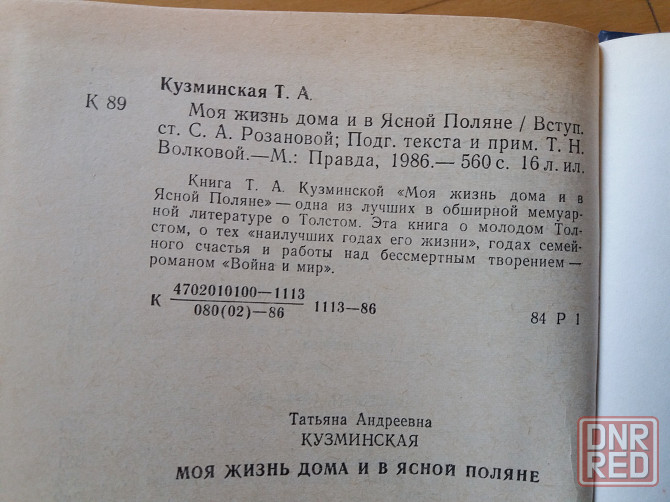 Кузминская Т. А.
К 89
Моя жизнь дома и в Ясной Поляне / Вступ.
ст. С. А. Розановой; Подг. текста и прим. Т. Н.
Волковой.—М.: Правда, 1986.— 560 с. 16 л. ил.
Книга Т. А. Кузминской «Моя жизнь дома и в
Ясной Поляне» — одна из лучших в обширной мемуар-
ной литературе о Толстом. Эта книга о молодом Тол-
стом, о тех «наилучших годах его жизни», годах семей-
ного счастья и работы над бессмертным творением —
романом «Война и мир».
К 4702010100—1113
080(02)—86
1113—86
84 Р 1
Татьяна Андреевна
КУЗМИНСКАЯ
МОЯ ЖИЗНЬ ДОМА И В ЯСНОЙ ПОЛЯНЕ
DNR
RED